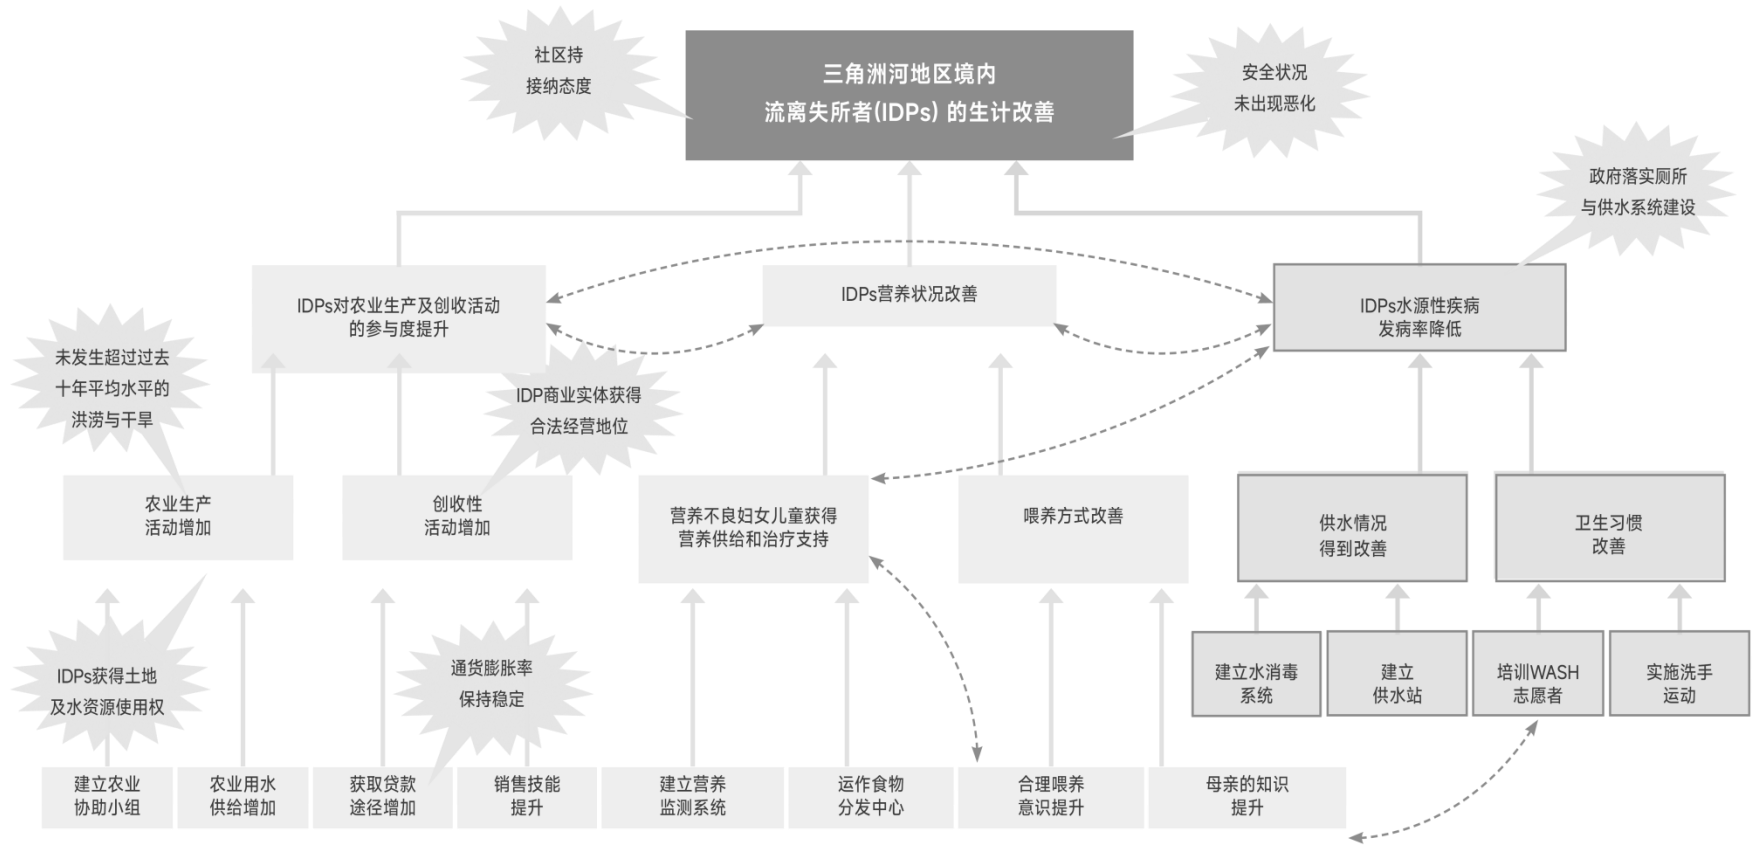 社区持
接纳态度
三角洲河地区境内
流离失所者(IDPs) 的生计改善
安全状况
未出现恶化
政府落实厕所
与供水系统建设
IDPs对农业生产及创收活动
的参与度提升
IDPs营养状况改善
IDPs水源性疾病
发病率降低
未发生超过过去
十年平均水平的
洪涝与干旱
IDP商业实体获得
合法经营地位
农业生产
活动增加
创收性
活动增加
营养不良妇女儿童获得
营养供给和治疗支持
喂养方式改善
供水情况
得到改善
卫生习惯
改善
IDPs获得土地
及水资源使用权
通货膨胀率
保持稳定
建立水消毒
系统
建立
供水站
培训WASH
志愿者
实施洗手
运动
建立农业
协助小组
农业用水
供给增加
获取贷款
途径增加
销售技能
提升
建立营养
监测系统
运作食物
分发中心
合理喂养
意识提升
母亲的知识
提升